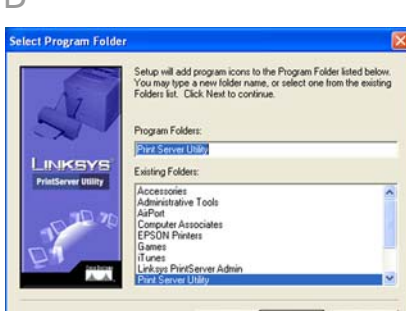 D
Select Program Folder
Setup will add program icons to the Program Folder listed below.
You may type a new folder name, or select one from the existing
Folders list. Click Next to continue.
Program Folders:
Print Server Utility
Existing Folders:
Accessories
Administrative Tools
AirPort
Computer Associates
EPSON Printers
Games
iTunes
Linksys PrintServer Admin
Print Server Utility
LINKSYS®
PrintServer Utility